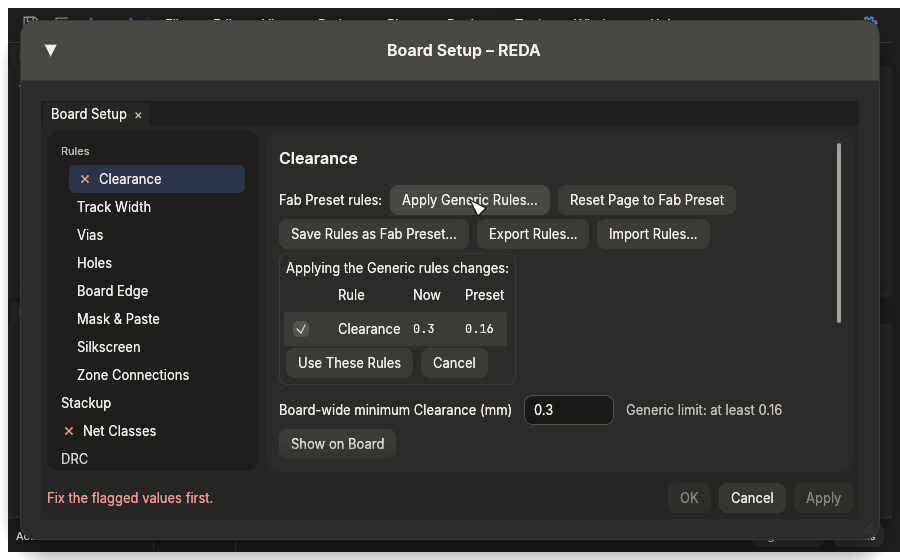 Board Setup – REDA
Board Setup ×
Rules
Clearance
Track Width
Vias
Holes
Board Edge
Mask & Paste
Silkscreen
Zone Connections
Stackup
Net Classes
DRC
Clearance
Fab Preset rules: Apply Generic Rules... Reset Page to Fab Preset
Save Rules as Fab Preset... Export Rules... Import Rules...
Applying the Generic rules changes:
Rule Now Preset
Clearance 0.3 0.16
Use These Rules Cancel
Board-wide minimum Clearance (mm) 0.3 Generic limit: at least 0.16
Show on Board
Fix the flagged values first.
OK Cancel Apply